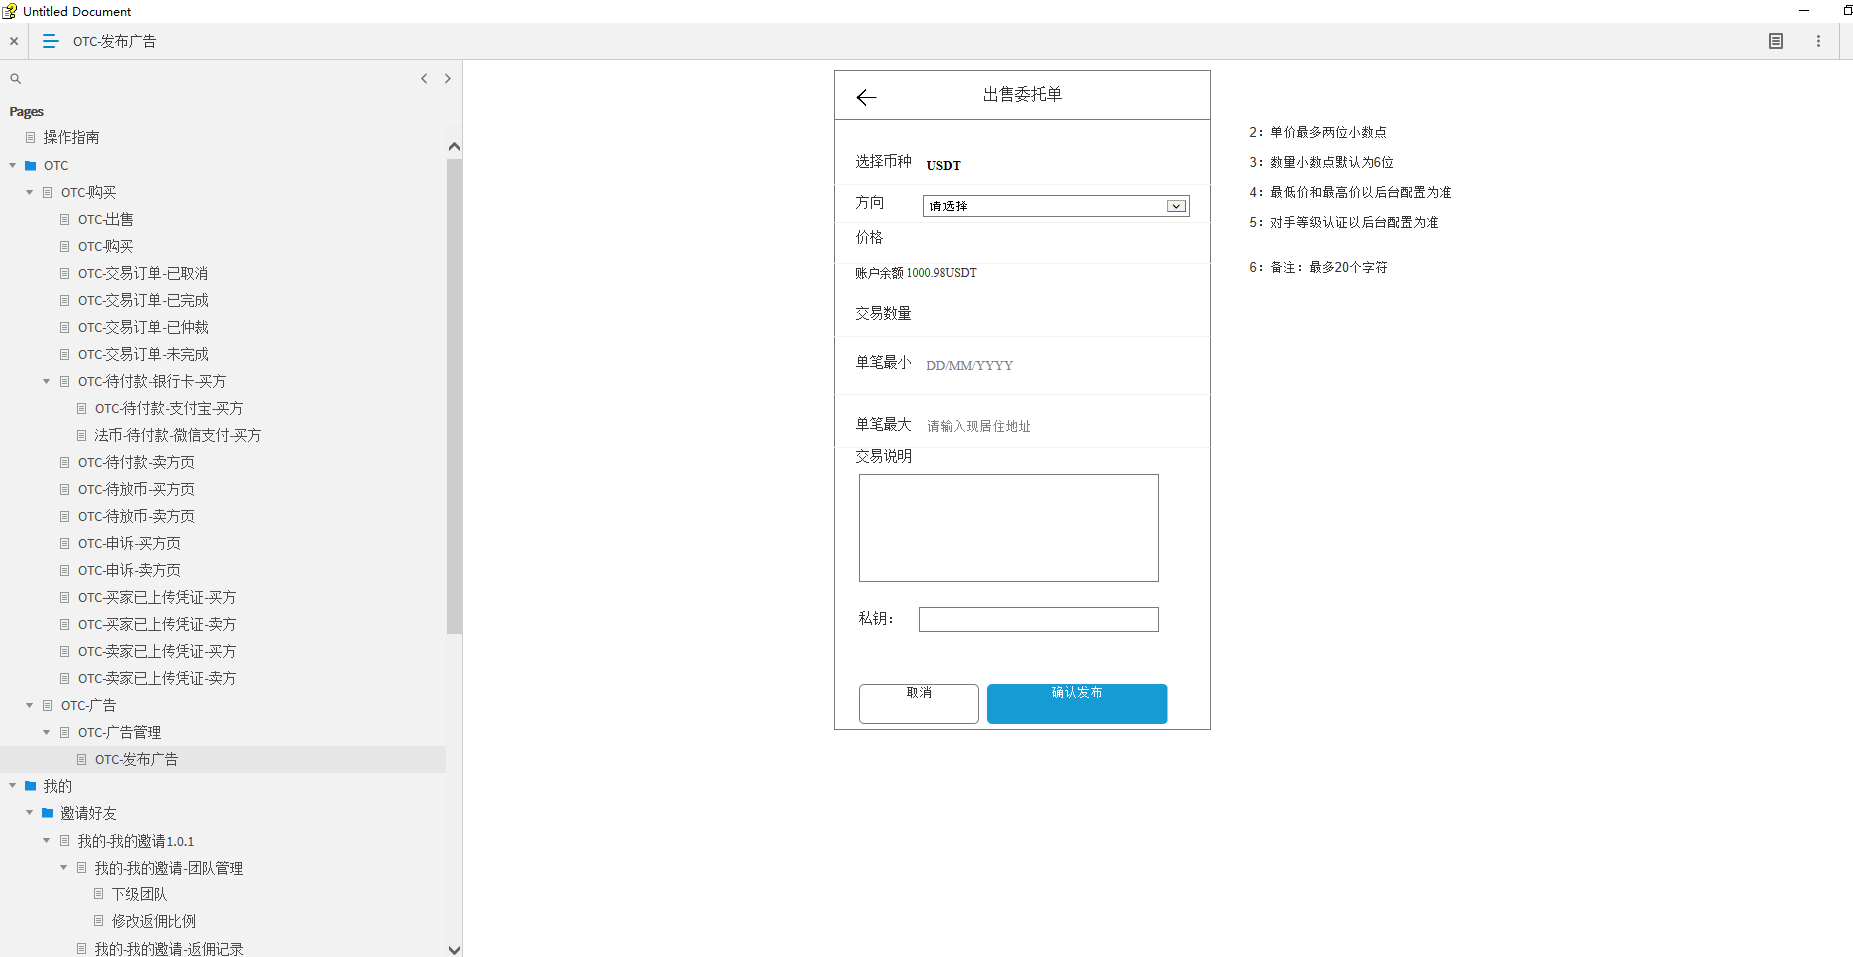 Untitled Document
OTC-发布广告
Pages
操作指南
OTC
OTC-购买
OTC-出售
OTC-购买
OTC-交易订单-已取消
OTC-交易订单-已完成
OTC-交易订单-已仲裁
OTC-交易订单-未完成
OTC-待付款-银行卡-买方
OTC-待付款-支付宝-买方
法币-待付款-微信支付-买方
OTC-待付款-卖方页
OTC-待放币-买方页
OTC-待放币-卖方页
OTC-申诉-买方页
OTC-申诉-卖方页
OTC-买家已上传凭证-买方
OTC-买家已上传凭证-卖方
OTC-卖家已上传凭证-买方
OTC-卖家已上传凭证-卖方
OTC-广告
OTC-广告管理
OTC-发布广告
我的
邀请好友
我的-我的邀请1.0.1
我的-我的邀请-团队管理
下级团队
修改返佣比例
我的-我的邀请-返佣记录
出售委托单
选择币种 USDT
方向 请选择
价格
账户余额 1000.98USDT
交易数量
单笔最小 DD/MM/YYYY
单笔最大 请输入现居住地址
交易说明
私钥：
取消 确认发布
2：单价最多两位小数点
3：数量小数点默认为6位
4：最低价和最高价以后台配置为准
5：对手等级认证以后台配置为准
6：备注：最多20个字符